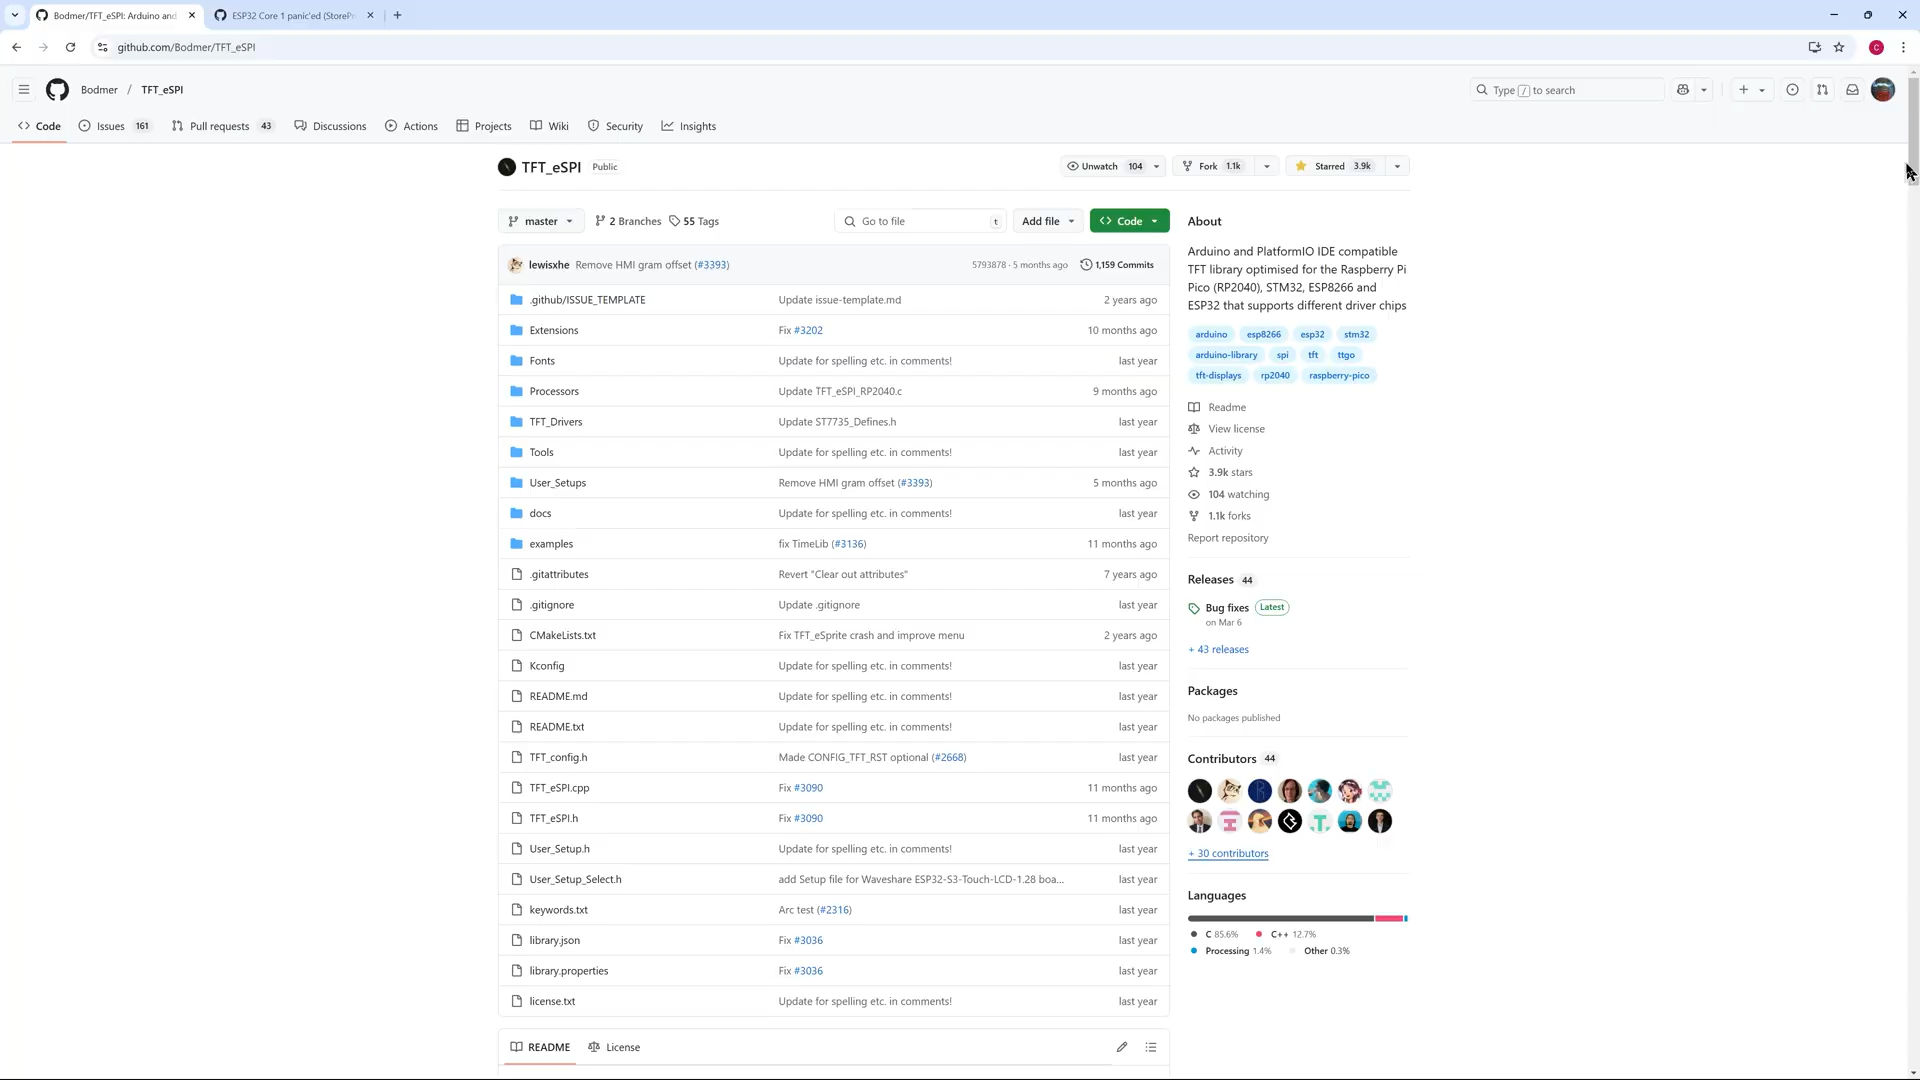 Bodmer/TFT_eSPI: Arduino and
ESP32 Core 1 panic'ed (StorePr
github.com/Bodmer/TFT_eSPI
C
Bodmer / TFT_eSPI
Type / to search
Code
Issues 161
Pull requests 43
Discussions
Actions
Projects
Wiki
Security
Insights
TFT_eSPI Public
Unwatch 104
Fork 1.1k
Starred 3.9k
master
2 Branches
55 Tags
Go to file t
Add file
Code
lewisxhe Remove HMI gram offset (#3393) 5793878 · 5 months ago 1,159 Commits
.github/ISSUE_TEMPLATE Update issue-template.md 2 years ago
Extensions Fix #3202 10 months ago
Fonts Update for spelling etc. in comments! last year
Processors Update TFT_eSPI_RP2040.c 9 months ago
TFT_Drivers Update ST7735_Defines.h last year
Tools Update for spelling etc. in comments! last year
User_Setups Remove HMI gram offset (#3393) 5 months ago
docs Update for spelling etc. in comments! last year
examples fix TimeLib (#3136) 11 months ago
.gitattributes Revert "Clear out attributes" 7 years ago
.gitignore Update .gitignore last year
CMakeLists.txt Fix TFT_eSprite crash and improve menu 2 years ago
Kconfig Update for spelling etc. in comments! last year
README.md Update for spelling etc. in comments! last year
README.txt Update for spelling etc. in comments! last year
TFT_config.h Made CONFIG_TFT_RST optional (#2668) last year
TFT_eSPI.cpp Fix #3090 11 months ago
TFT_eSPI.h Fix #3090 11 months ago
User_Setup.h Update for spelling etc. in comments! last year
User_Setup_Select.h add Setup file for Waveshare ESP32-S3-Touch-LCD-1.28 boa... last year
keywords.txt Arc test (#2316) last year
library.json Fix #3036 last year
library.properties Fix #3036 last year
license.txt Update for spelling etc. in comments! last year
README
License
About
Arduino and PlatformIO IDE compatible
TFT library optimised for the Raspberry Pi
Pico (RP2040), STM32, ESP8266 and
ESP32 that supports different driver chips
arduino esp8266 esp32 stm32
arduino-library spi tft ttgo
tft-displays rp2040 raspberry-pico
Readme
View license
Activity
3.9k stars
104 watching
1.1k forks
Report repository
Releases 44
Bug fixes Latest
on Mar 6
+ 43 releases
Packages
No packages published
Contributors 44
+ 30 contributors
Languages
C 85.6% C++ 12.7%
Processing 1.4% Other 0.3%